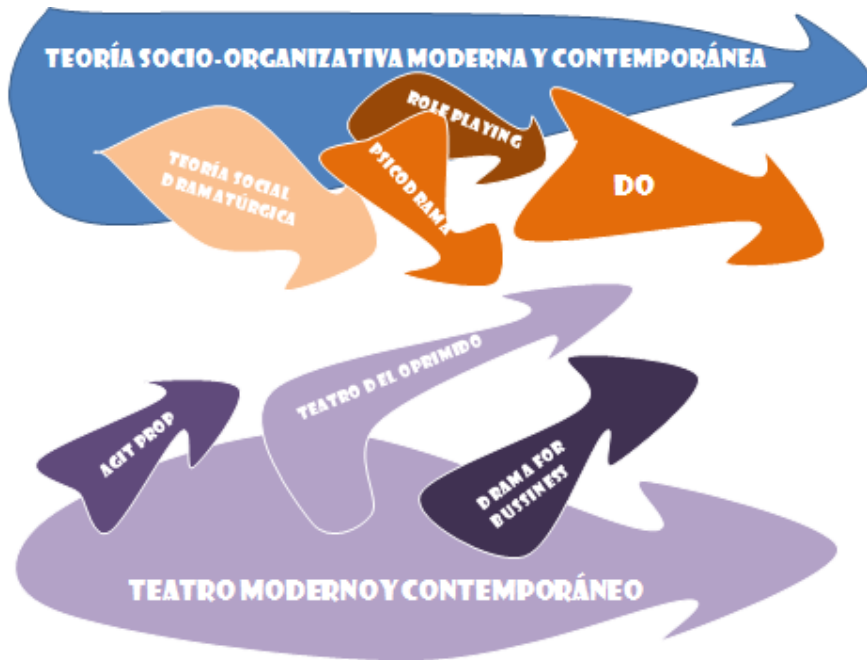 TEORÍA SOCIO-ORGANIZATIVA MODERNA Y CONTEMPORÁNEA
ROLE PLAYING
TEORÍA SOCIAL
DRAMATÚRGICA
PSICODRAMA
DO
TEATRO DEL OPRIMIDO
AGIT PROP
DRAMA FOR
BUSSINESS
TEATRO MODERNO Y CONTEMPORÁNEO